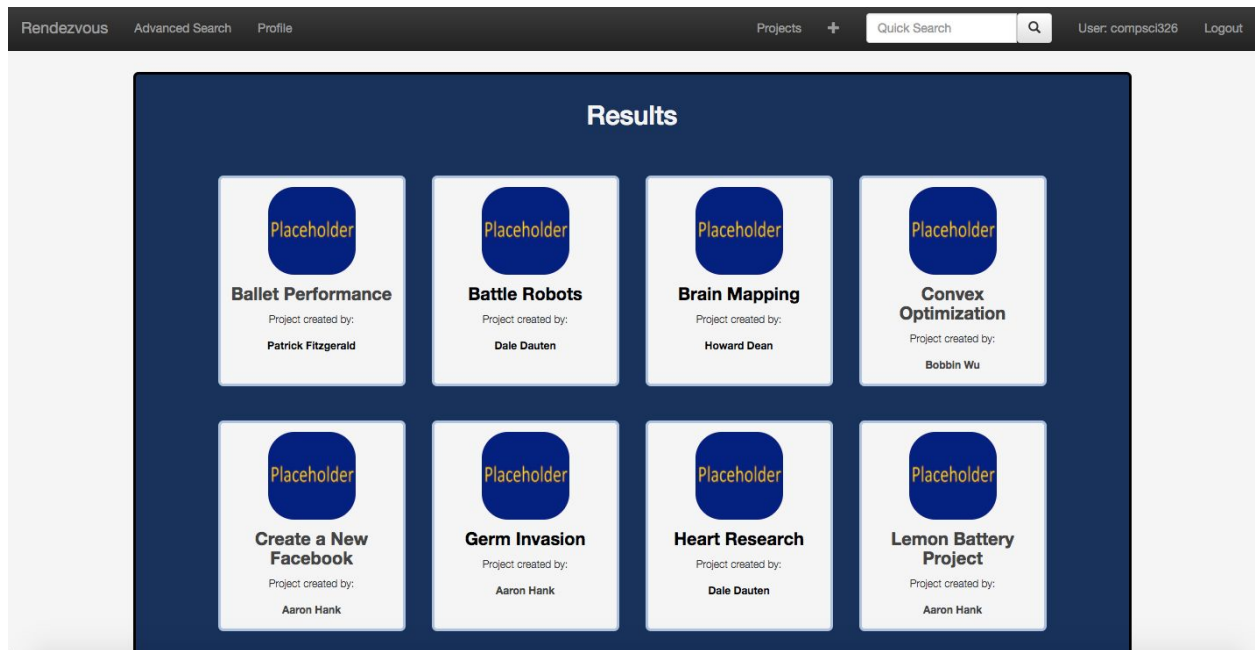 Rendezvous Advanced Search Profile Projects + Quick Search User: compsci326 Logout
Results
Placeholder Placeholder Placeholder Placeholder
Ballet Performance Battle Robots Brain Mapping Convex
Optimization
Project created by: Project created by: Project created by: Project created by:
Patrick Fitzgerald Dale Dauten Howard Dean Bobbin Wu
Placeholder Placeholder Placeholder Placeholder
Create a New Germ Invasion Heart Research Lemon Battery
Facebook Project
Project created by: Project created by: Project created by: Project created by:
Aaron Hank Aaron Hank Dale Dauten Aaron Hank